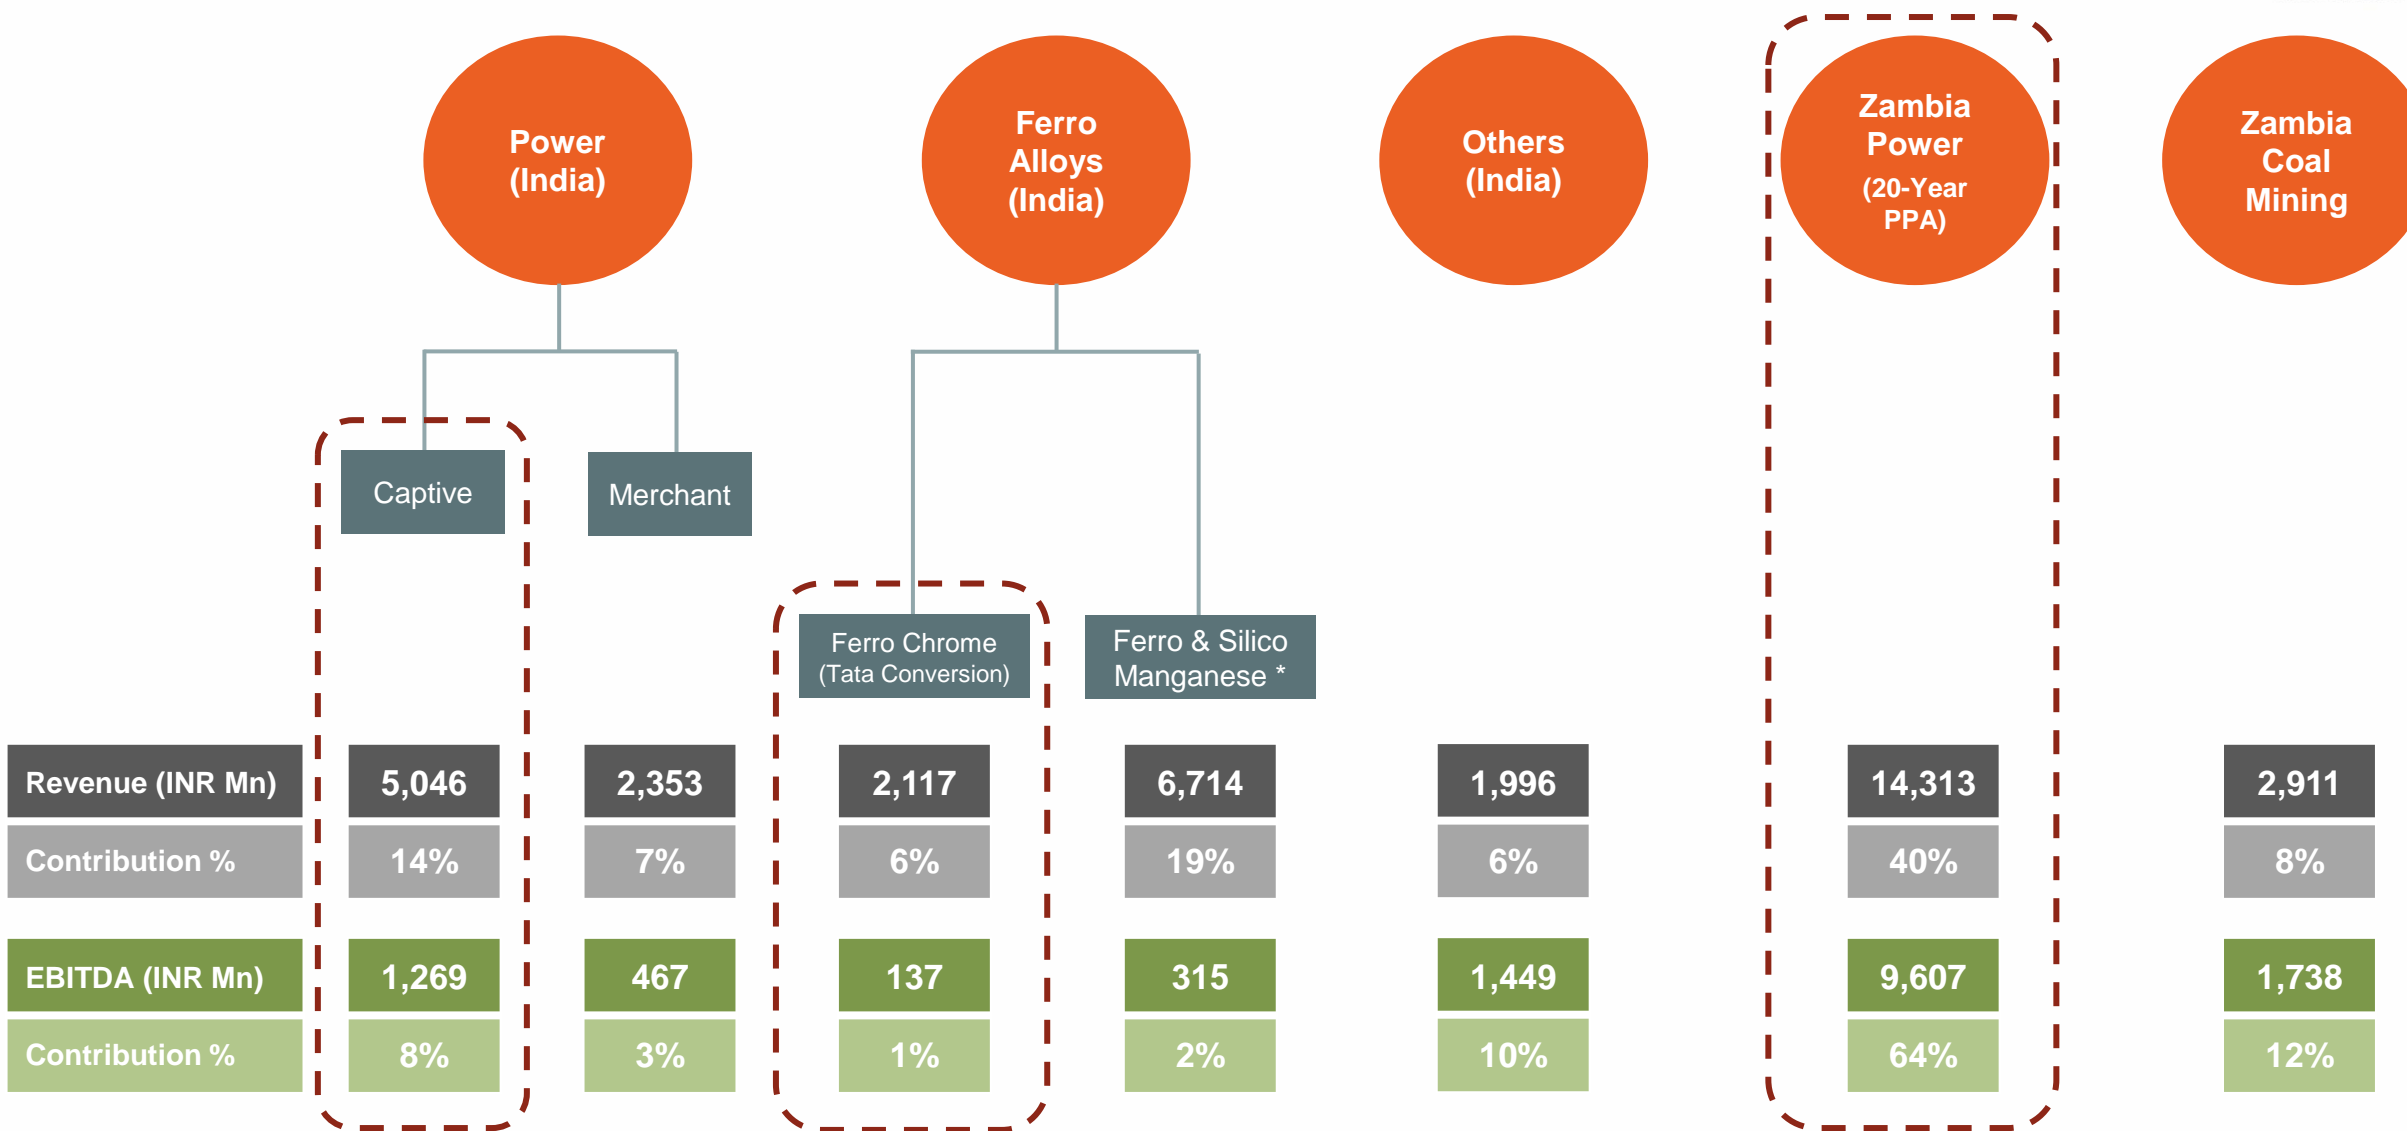 Power
(India)
Ferro
Alloys
(India)
Others
(India)
Zambia
Power
(20-Year
PPA)
Zambia
Coal
Mining
Captive
Merchant
Ferro Chrome
(Tata Conversion)
Ferro & Silico
Manganese *
Revenue (INR Mn) 5,046 2,353 2,117 6,714 1,996 14,313 2,911
Contribution % 14% 7% 6% 19% 6% 40% 8%
EBITDA (INR Mn) 1,269 467 137 315 1,449 9,607 1,738
Contribution % 8% 3% 1% 2% 10% 64% 12%